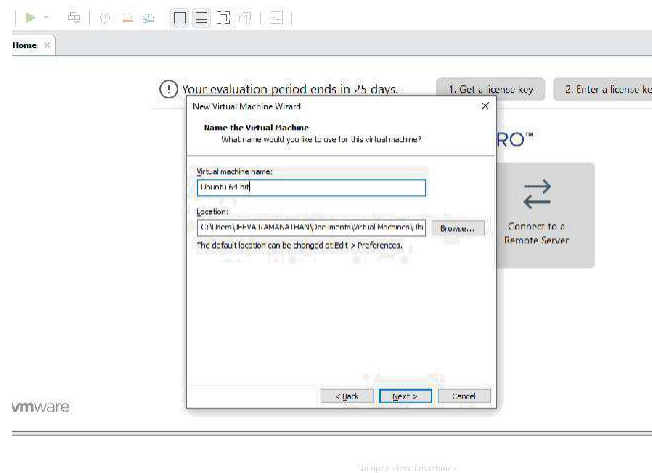 Home
Your evaluation period ends in 25 days.
1. Get a license key
2. Enter a license ke
New Virtual Machine Wizard
Name the Virtual Machine
What name would you like to use for this virtual machine?
RO™
Virtual machine name:
Ubuntu 64-bit
Location:
C:\Users\JEEVA RAMANATHAN\Documents\Virtual Machines\Ub
Browse...
The default location can be changed at Edit > Preferences.
Connect to a
Remote Server
< Back
Next >
Cancel
vmware